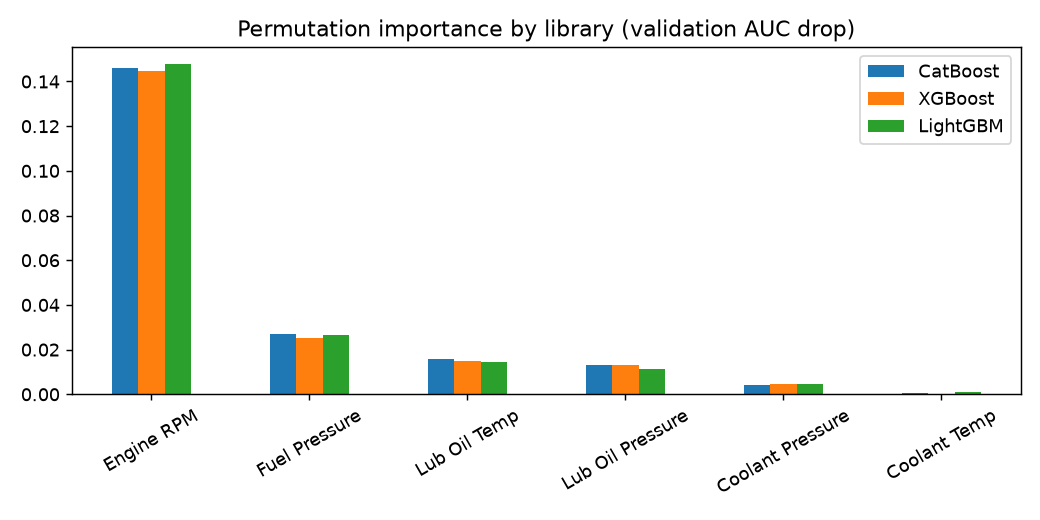 Permutation importance by library (validation AUC drop)
CatBoost
XGBoost
LightGBM
0.14
0.12
0.10
0.08
0.06
0.04
0.02
0.00
Engine RPM
Fuel Pressure
Lub Oil Temp
Lub Oil Pressure
Coolant Pressure
Coolant Temp